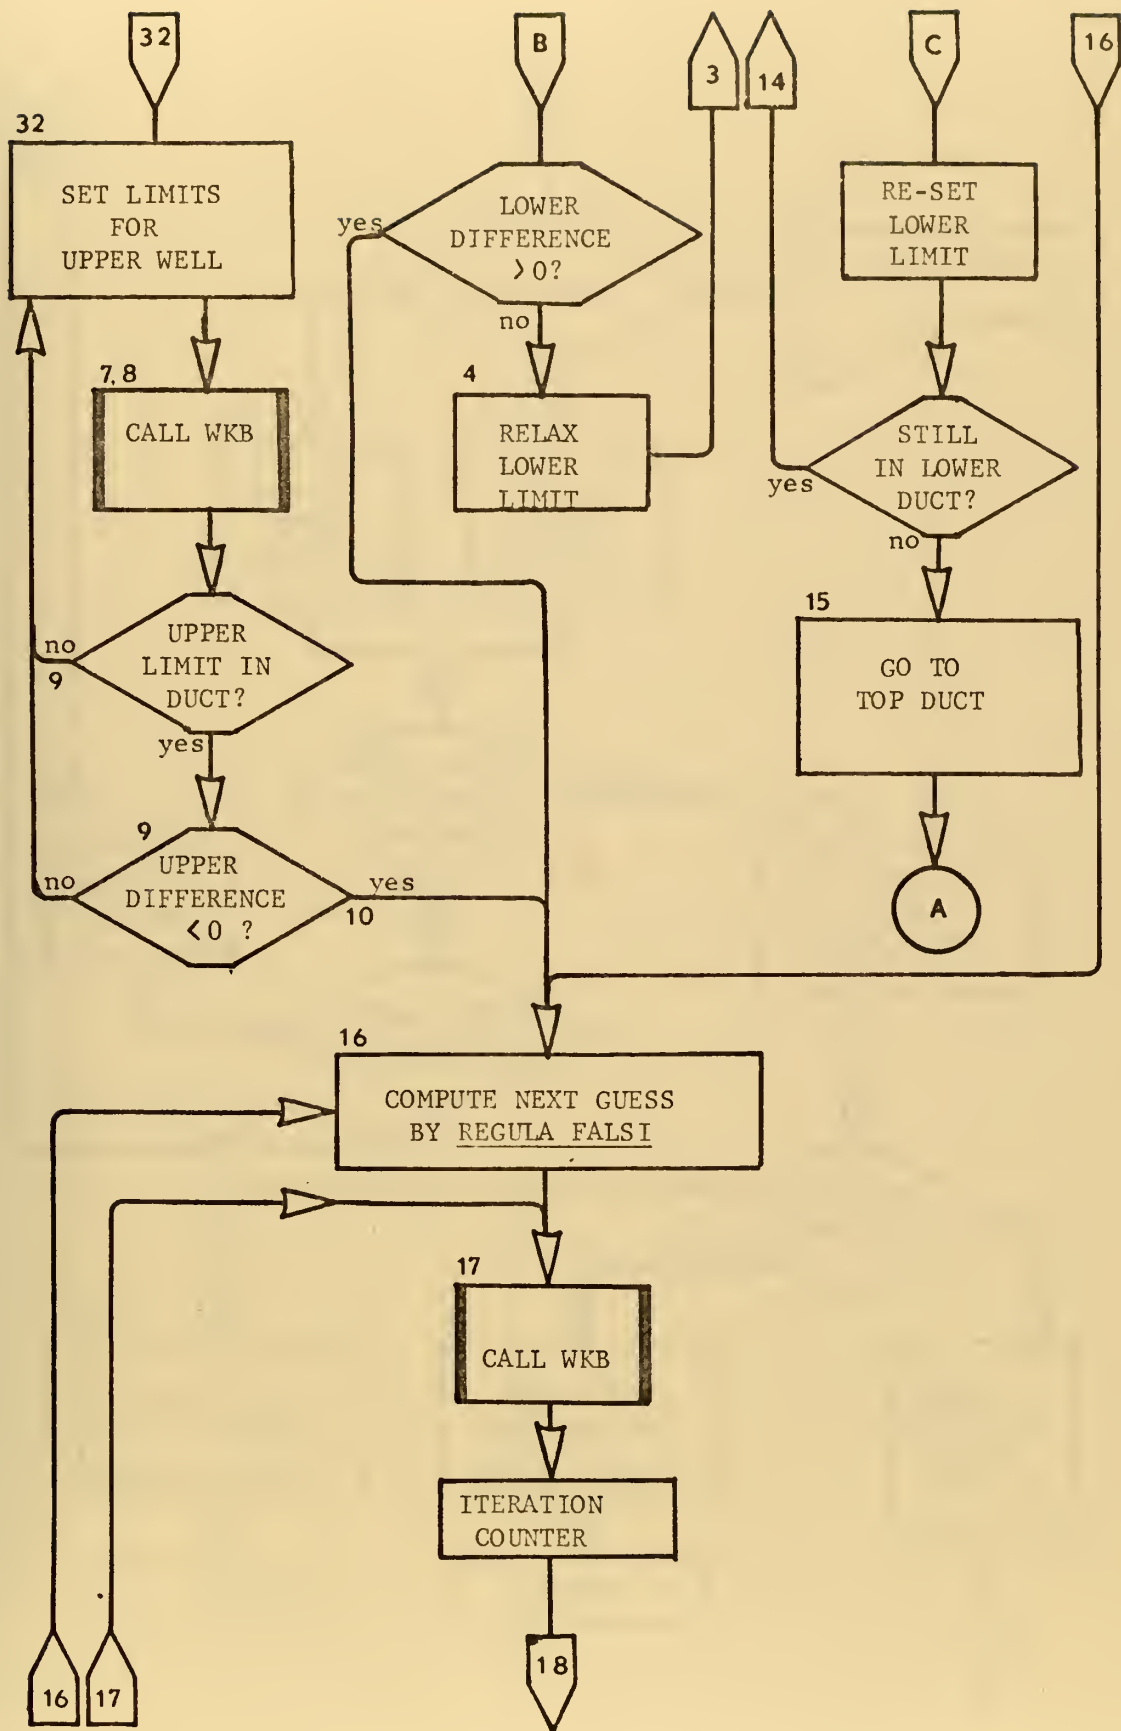 32
B
3
14
C
16
32
SET LIMITS
FOR
UPPER WELL
7, 8
CALL WKB
UPPER
LIMIT IN
DUCT?
no
9
yes
9
UPPER
DIFFERENCE
<0 ?
no
yes
10
LOWER
DIFFERENCE
>0?
yes
no
4
RELAX
LOWER
LIMIT
RE-SET
LOWER
LIMIT
STILL
IN LOWER
DUCT?
yes
no
15
GO TO
TOP DUCT
A
16
COMPUTE NEXT GUESS
BY REGULA FALSI
17
CALL WKB
ITERATION
COUNTER
16
17
18